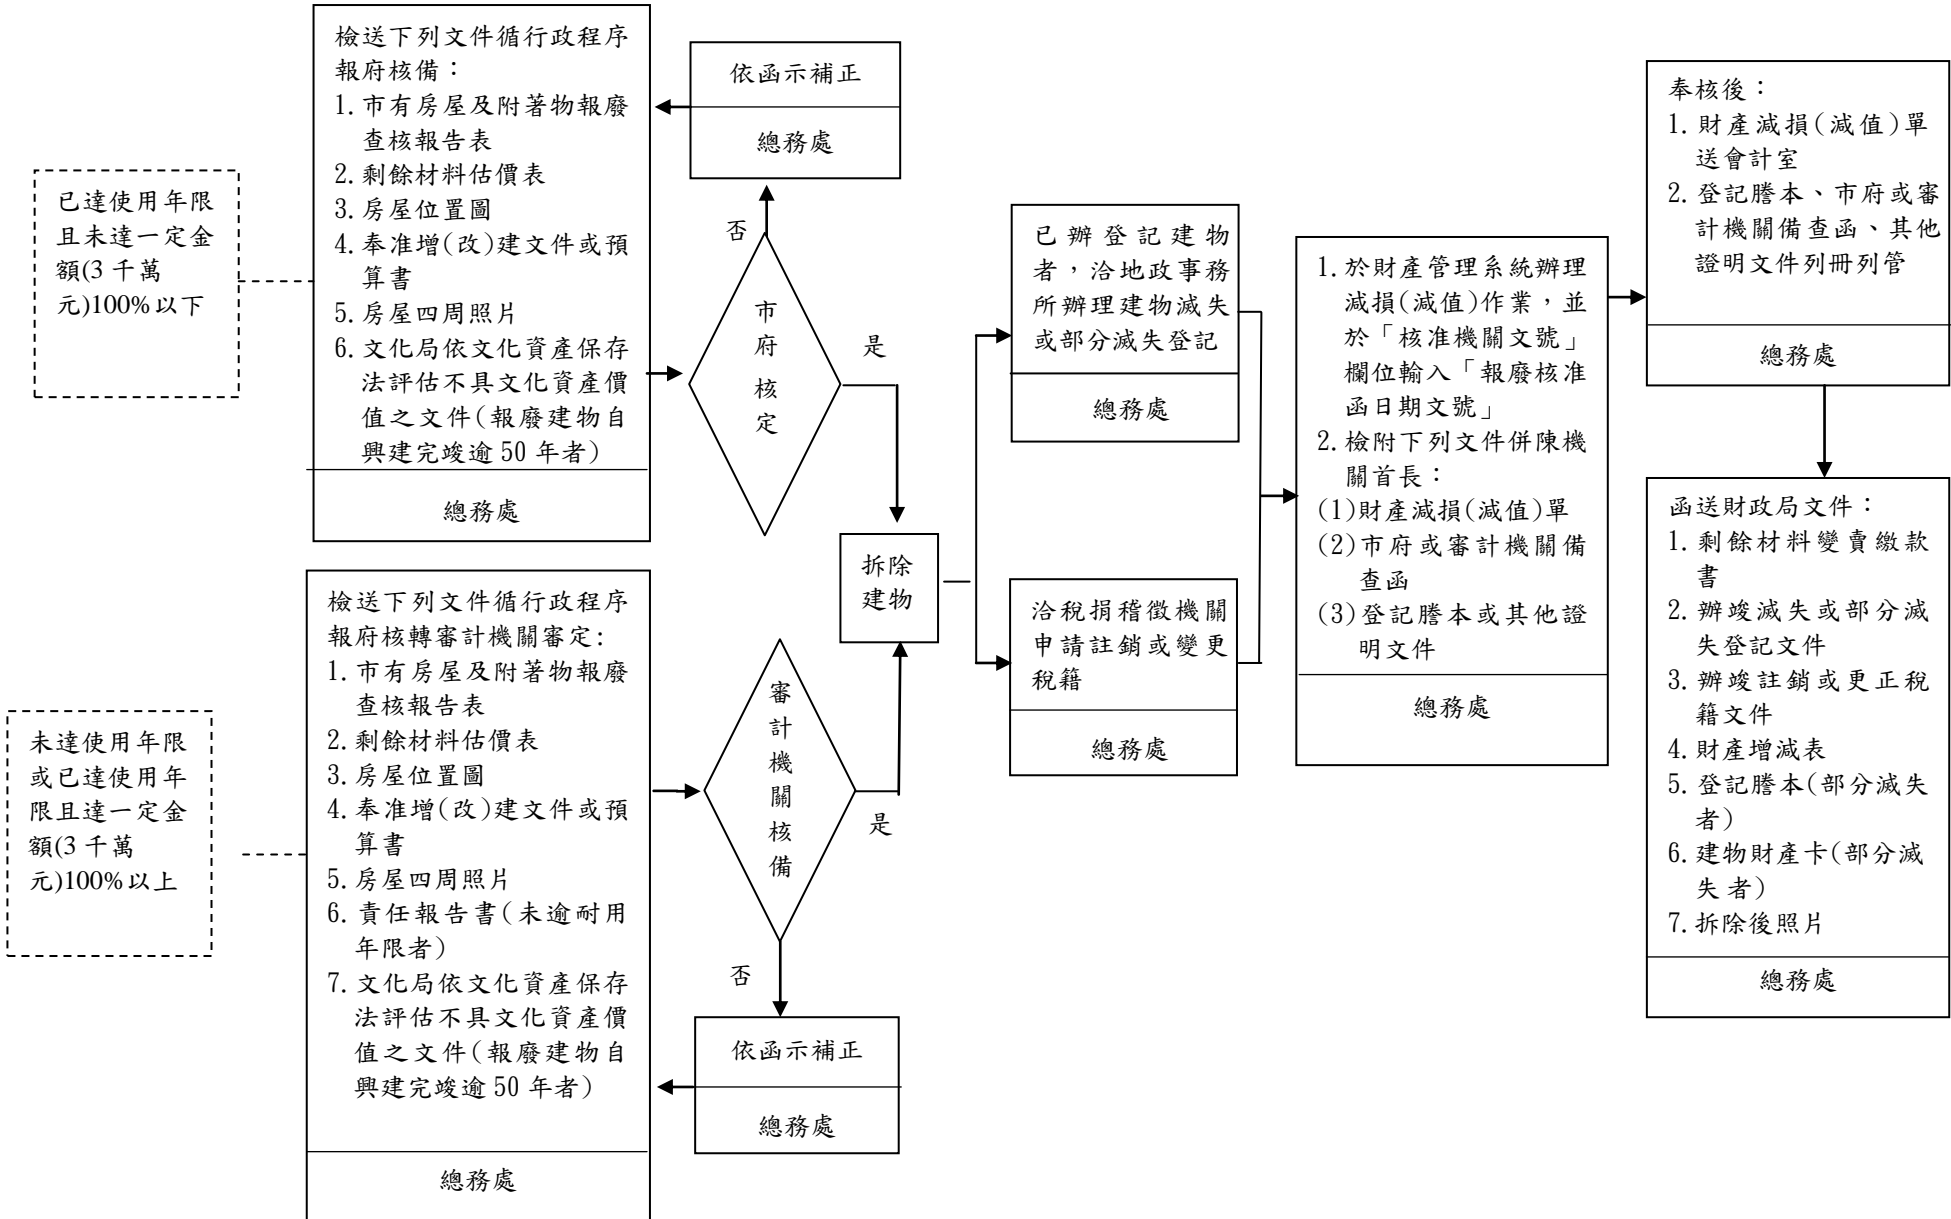 已達使用年限
且未達一定金
額(3 千萬
元)100%以下
檢送下列文件循行政程序
報府核備：
1.市有房屋及附著物報廢
查核報告表
2.剩餘材料估價表
3.房屋位置圖
4.奉准增(改)建文件或預
算書
5.房屋四周照片
6.文化局依文化資產保存
法評估不具文化資產價
值之文件(報廢建物自
興建完竣逾 50 年者)
總務處
依函示補正
總務處
否
市
府
核
定
是
未達使用年限
或已達使用年
限且達一定金
額(3 千萬
元)100%以上
檢送下列文件循行政程序
報府核轉審計機關審定:
1.市有房屋及附著物報廢
查核報告表
2.剩餘材料估價表
3.房屋位置圖
4.奉准增(改)建文件或預
算書
5.房屋四周照片
6.責任報告書(未逾耐用
年限者)
7.文化局依文化資產保存
法評估不具文化資產價
值之文件(報廢建物自
興建完竣逾 50 年者)
總務處
審
計
機
關
核
備
是
否
依函示補正
總務處
拆除
建物
已辦登記建物
者，洽地政事務
所辦理建物滅失
或部分滅失登記
總務處
洽稅捐稽徵機關
申請註銷或變更
稅籍
總務處
1.於財產管理系統辦理
減損(減值)作業，並
於「核准機關文號」
欄位輸入「報廢核准
函日期文號」
2.檢附下列文件併陳機
關首長：
(1)財產減損(減值)單
(2)市府或審計機關備
查函
(3)登記謄本或其他證
明文件
總務處
奉核後：
1.財產減損(減值)單
送會計室
2.登記謄本、市府或審
計機關備查函、其他
證明文件列冊列管
總務處
函送財政局文件：
1.剩餘材料變賣繳款
書
2.辦竣滅失或部分滅
失登記文件
3.辦竣註銷或更正稅
籍文件
4.財產增減表
5.登記謄本(部分滅失
者)
6.建物財產卡(部分滅
失者)
7.拆除後照片
總務處